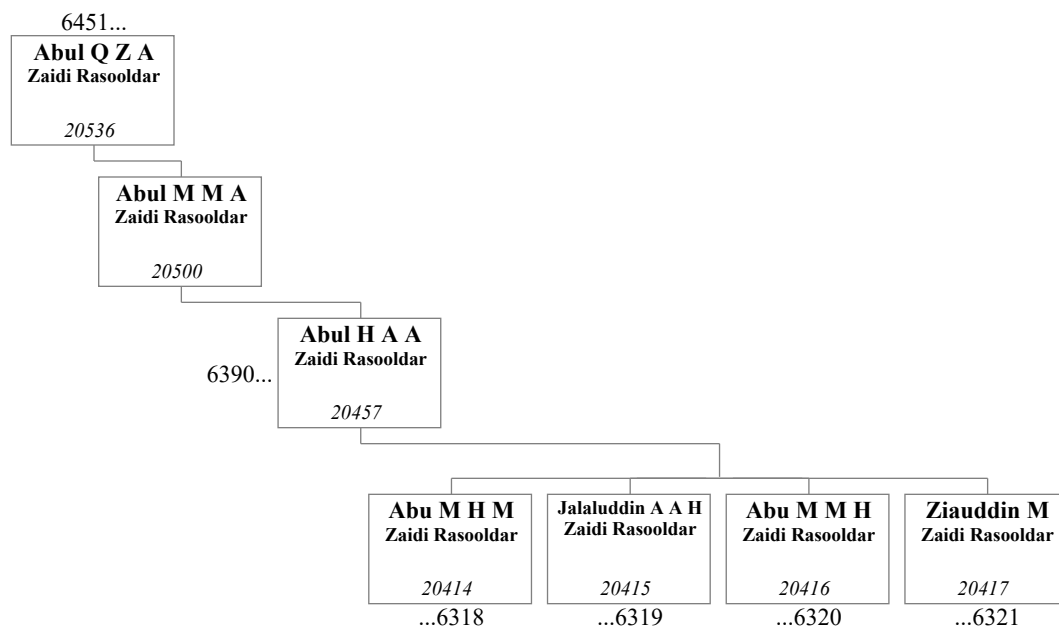 6451...
Abul Q Z A
Zaidi Rasooldar
20536
Abul M M A
Zaidi Rasooldar
20500
Abul H A A
Zaidi Rasooldar
6390...
20457
Abu M H M
Zaidi Rasooldar
20414
...6318
Jalaluddin A A H
Zaidi Rasooldar
20415
...6319
Abu M M H
Zaidi Rasooldar
20416
...6320
Ziauddin M
Zaidi Rasooldar
20417
...6321